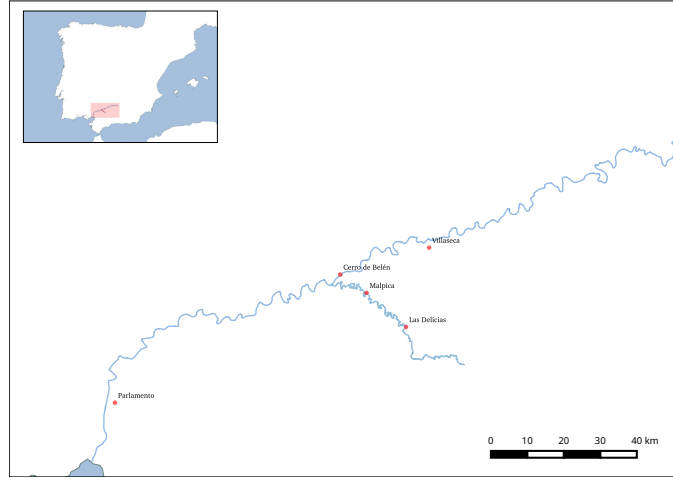 Villaseca
Cerro de Belén
Malpica
Las Delicias
Parlamento
0 10 20 30 40 km